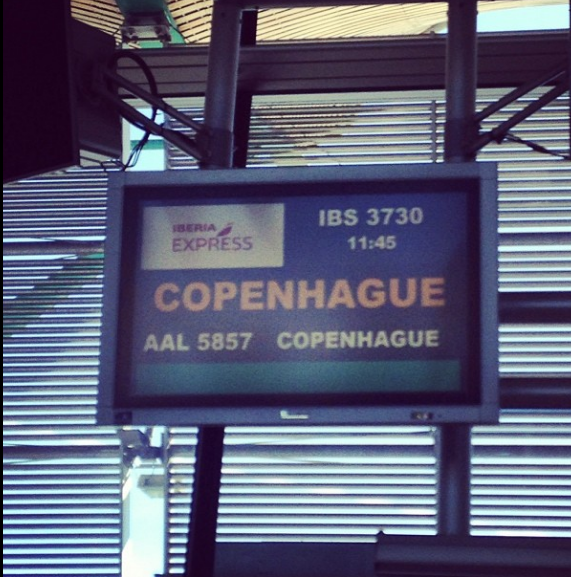 IBERIA
EXPRESS
IBS 3730
11:45
COPENHAGUE
AAL 5857 COPENHAGUE